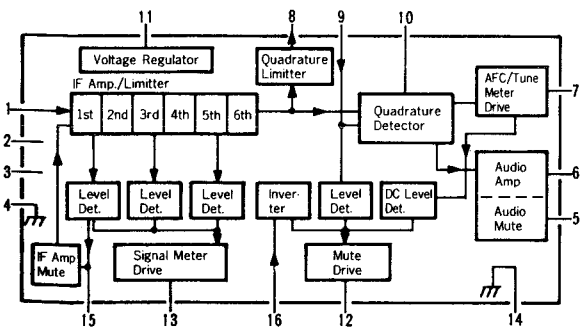 11
8
9
10
Voltage Regulator
Quadrature
Limitter
AFC/Tune
Meter
Drive
7
IF Amp./Limitter
1
1st 2nd 3rd 4th 5th 6th
Quadrature
Detector
2
3
4
Audio
Amp
6
Audio
Mute
5
Level
Det.
Level
Det.
Level
Det.
Inver-
ter
Level
Det.
DC Level
Det.
IF Amp
Mute
Signal Meter
Drive
Mute
Drive
15
13
16
12
14